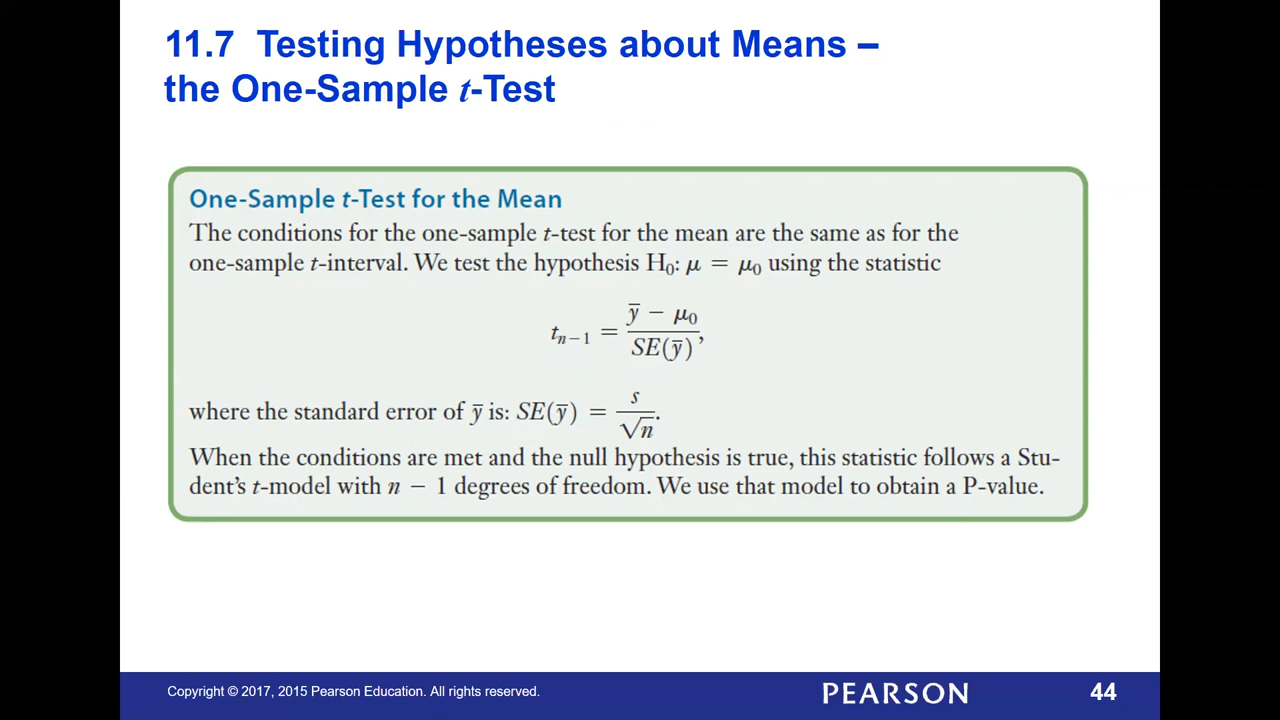 11.7 Testing Hypotheses about Means –
the One-Sample t-Test
One-Sample t-Test for the Mean
The conditions for the one-sample t-test for the mean are the same as for the
one-sample t-interval. We test the hypothesis H₀: μ = μ₀ using the statistic
tₙ₋₁ = (ȳ − μ₀) / SE(ȳ),
where the standard error of ȳ is: SE(ȳ) = s / √n.
When the conditions are met and the null hypothesis is true, this statistic follows a Stu-
dent's t-model with n − 1 degrees of freedom. We use that model to obtain a P-value.
Copyright © 2017, 2015 Pearson Education. All rights reserved.
PEARSON
44